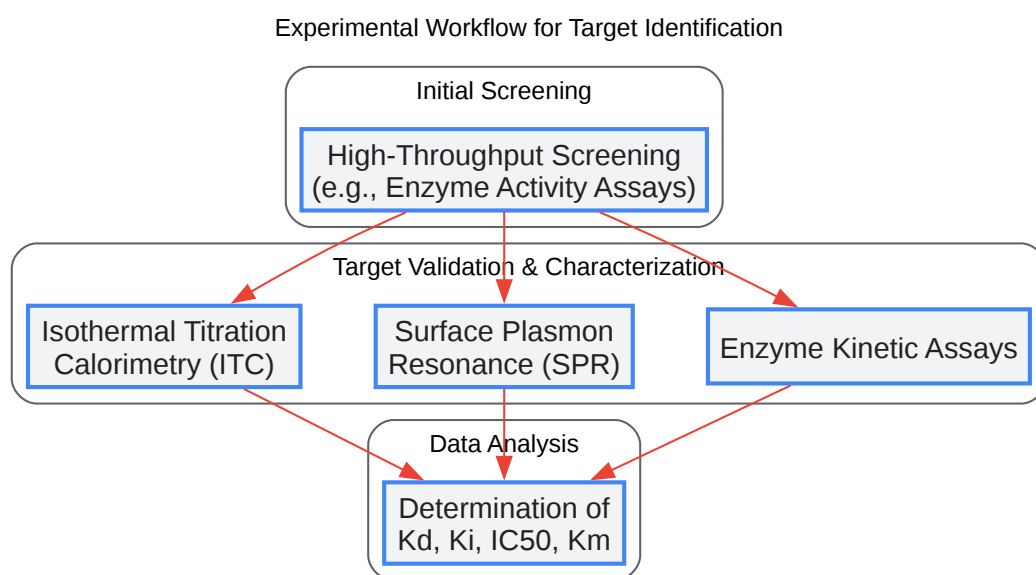 Experimental Workflow for Target Identification
Initial Screening
High-Throughput Screening
(e.g., Enzyme Activity Assays)
Target Validation & Characterization
Isothermal Titration
Calorimetry (ITC)
Surface Plasmon
Resonance (SPR)
Enzyme Kinetic Assays
Data Analysis
Determination of
Kd, Ki, IC50, Km